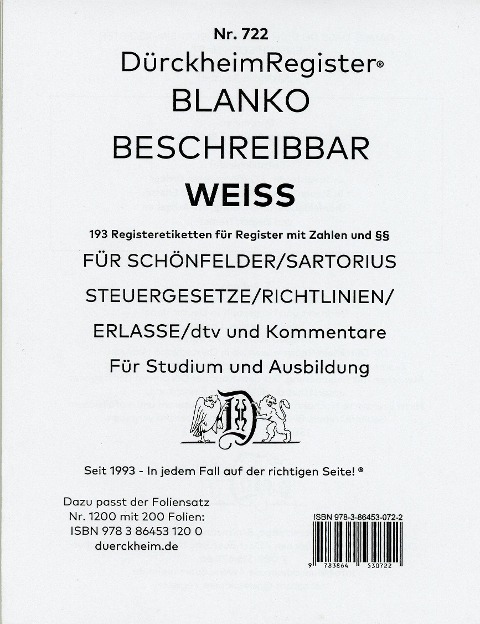 Nr. 722
DürckheimRegister®
BLANKO
BESCHREIBBAR
WEISS
193 Registeretiketten für Register mit Zahlen und §§
FÜR SCHÖNFELDER/SARTORIUS
STEUERGESETZE/RICHTLINIEN/
ERLASSE/dtv und Kommentare
Für Studium und Ausbildung
D
Seit 1993 - In jedem Fall auf der richtigen Seite! ®
Dazu passt der Foliensatz
Nr. 1200 mit 200 Folien:
ISBN 978 3 86453 120 0
duerckheim.de
ISBN 978-3-86453-072-2
9 783864 530722